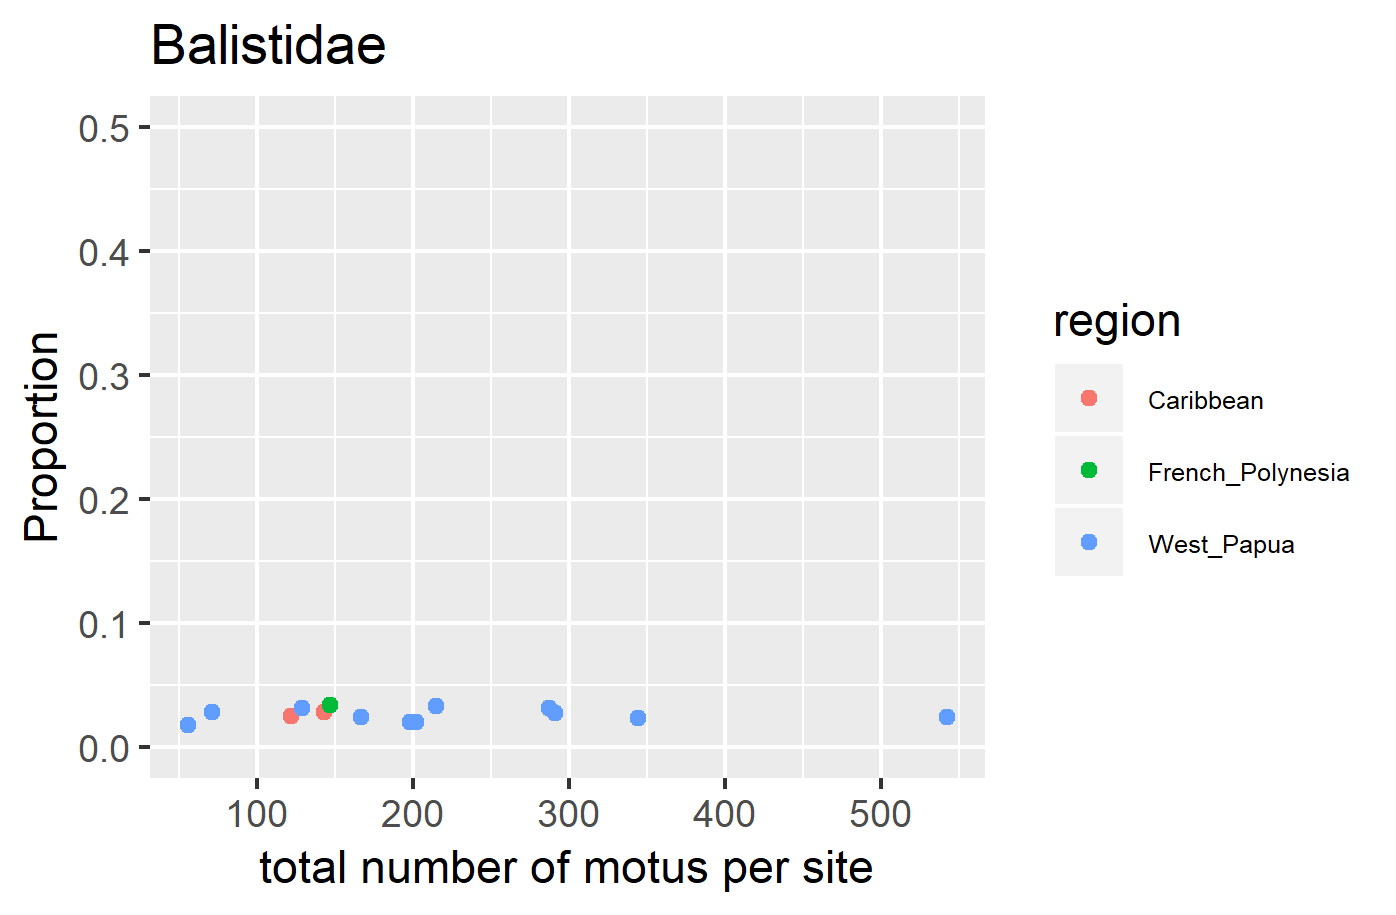 Balistidae
0.5
0.4
0.3
0.2
0.1
0.0
Proportion
100 200 300 400 500
total number of motus per site
region
Caribbean
French_Polynesia
West_Papua